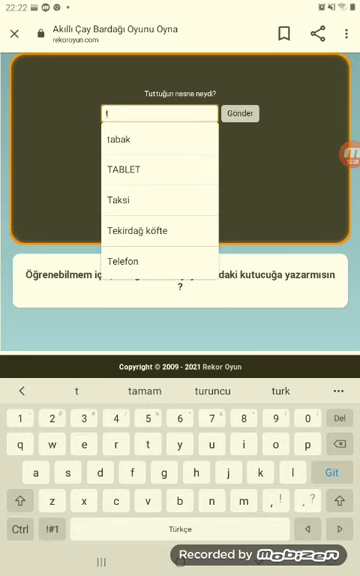 22:22
Akıllı Çay Bardağı Oyunu Oyna
rekoroyun.com
Tuttuğun nesne neydi?
t
Gönder
tabak
TABLET
Taksi
Tekirdağ köfte
Telefon
Öğrenebilmem iç daki kutucuğa yazarmısın
?
Copyright © 2009 - 2021 Rekor Oyun
t tamam turuncu turk
1 2 3 4 5 6 7 8 9 0 Del
q w e r t y u i o p
a s d f g h j k l Git
z x c v b n m , ! . ?
Ctrl !#1 Türkçe
Recorded by mobizen